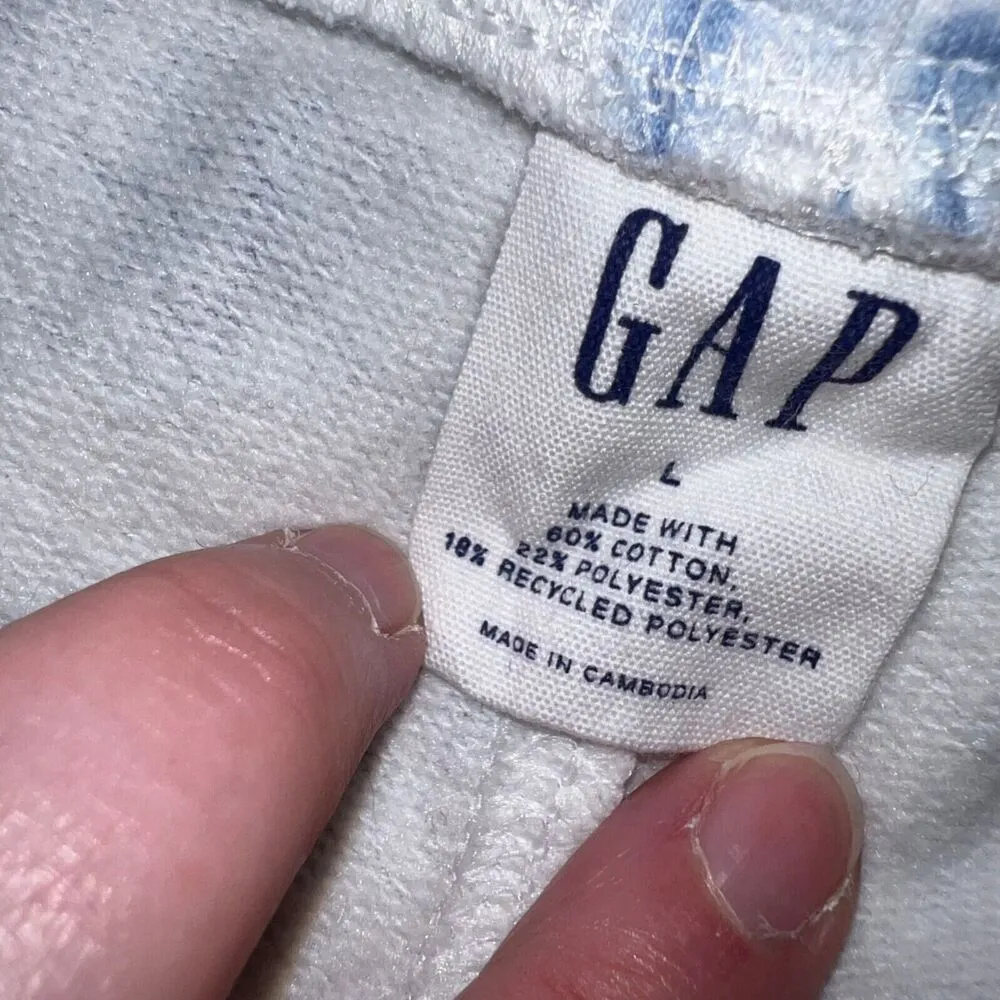 GAP
L
MADE WITH
60% COTTON,
22% POLYESTER,
18% RECYCLED POLYESTER
MADE IN CAMBODIA